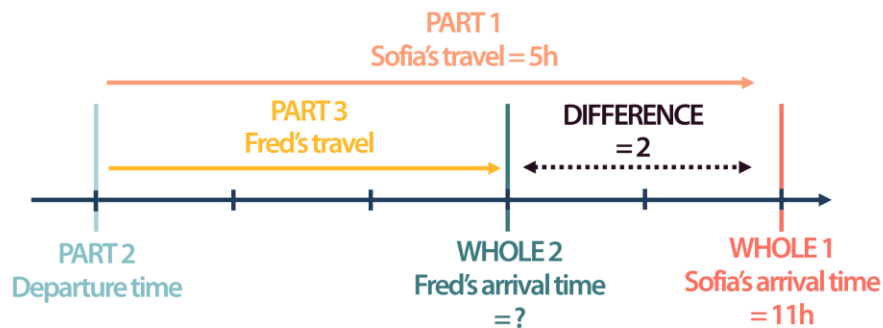 PART 1
Sofia's travel = 5h
PART 3
Fred's travel
DIFFERENCE
= 2
PART 2
Departure time
WHOLE 2
Fred's arrival time
= ?
WHOLE 1
Sofia's arrival time
= 11h